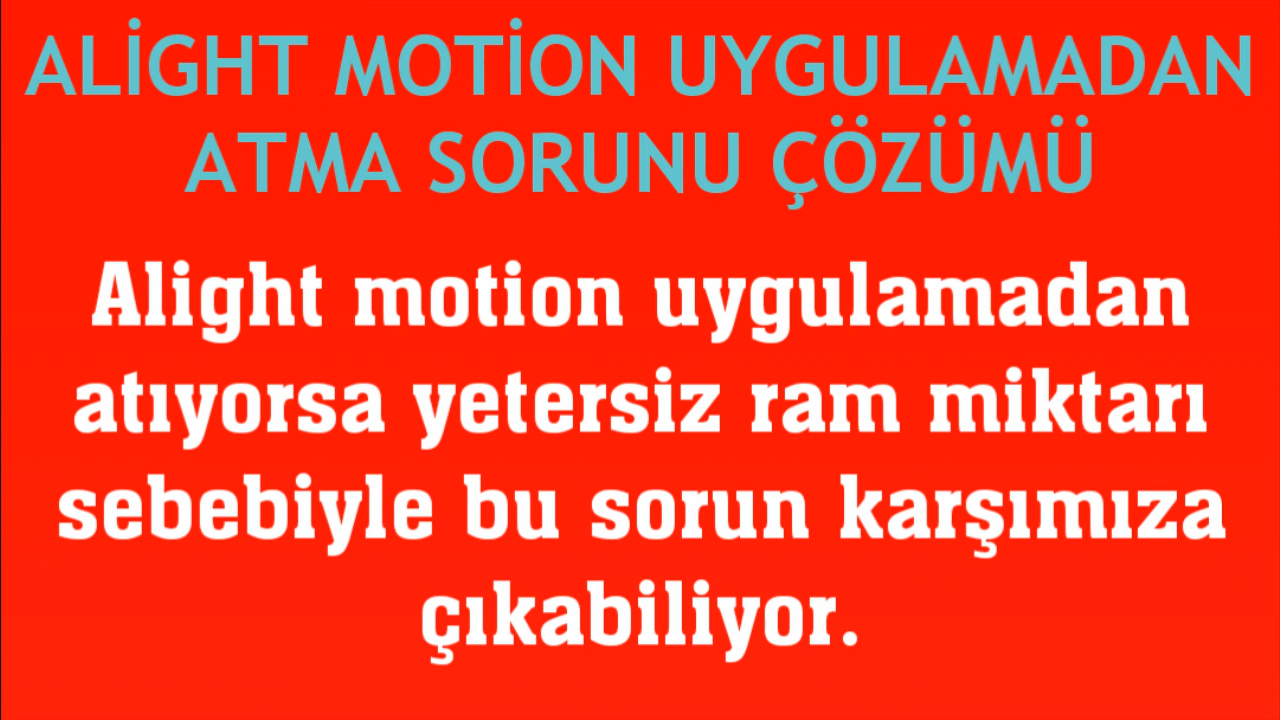 ALİGHT MOTİON UYGULAMADAN
ATMA SORUNU ÇÖZÜMÜ
Alight motion uygulamadan
atıyorsa yetersiz ram miktarı
sebebiyle bu sorun karşımıza
çıkabiliyor.